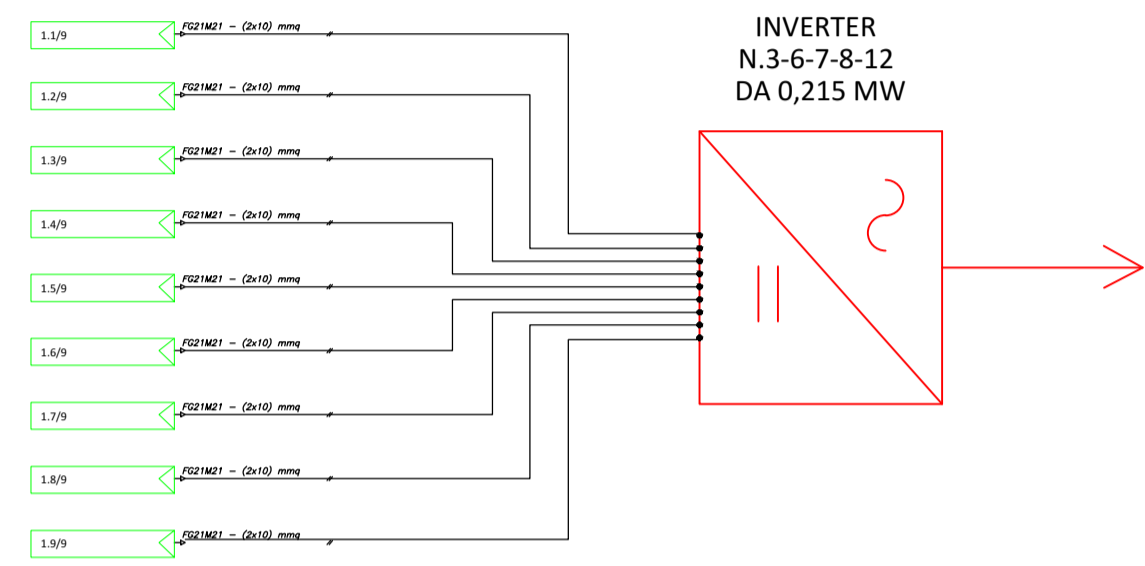 INVERTER
N.3-6-7-8-12
DA 0,215 MW
1.1/9
FG21M21 - (2x10) mmq
1.2/9
FG21M21 - (2x10) mmq
1.3/9
FG21M21 - (2x10) mmq
1.4/9
FG21M21 - (2x10) mmq
1.5/9
FG21M21 - (2x10) mmq
1.6/9
FG21M21 - (2x10) mmq
1.7/9
FG21M21 - (2x10) mmq
1.8/9
FG21M21 - (2x10) mmq
1.9/9
FG21M21 - (2x10) mmq